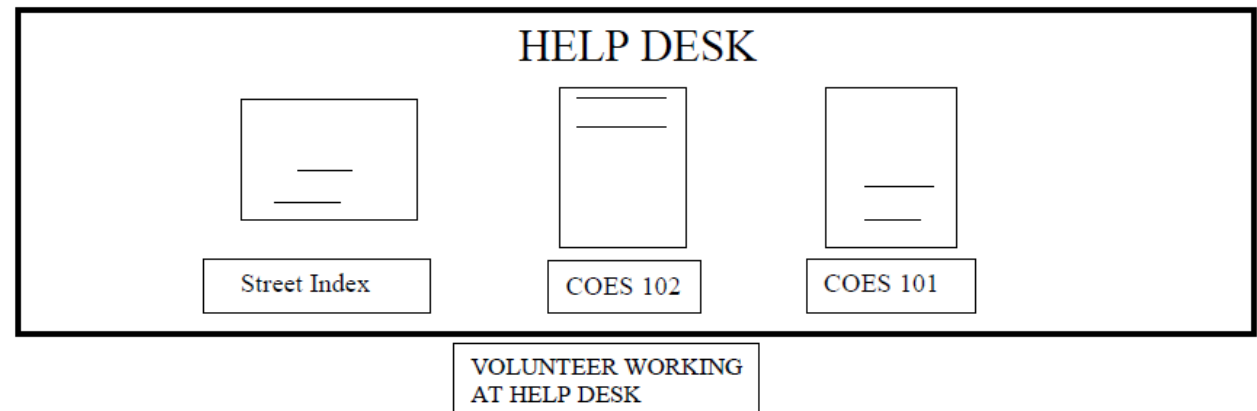 HELP DESK
Street Index
COES 102
COES 101
VOLUNTEER WORKING
AT HELP DESK